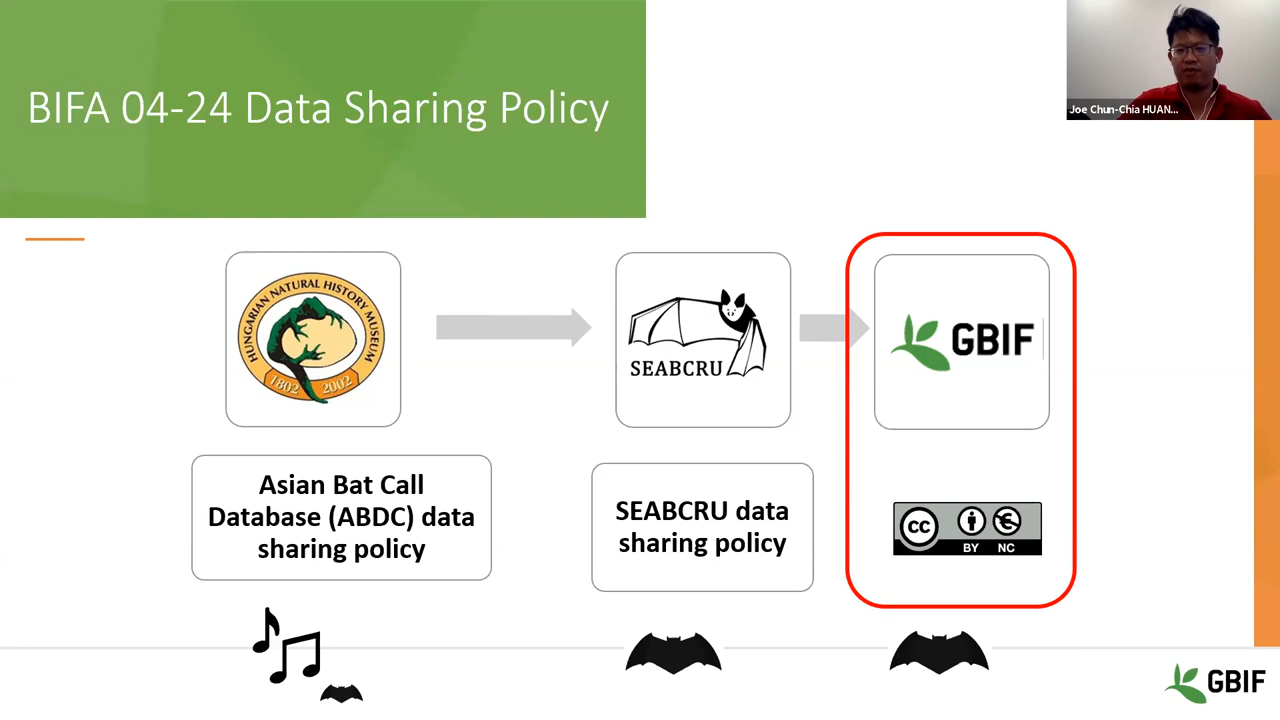 BIFA 04-24 Data Sharing Policy
Joe Chun-Chia HUAN...
HUNGARIAN NATURAL HISTORY MUSEUM
1802 2002
SEABCRU
GBIF
Asian Bat Call
Database (ABDC) data
sharing policy
SEABCRU data
sharing policy
CC
BY NC
GBIF